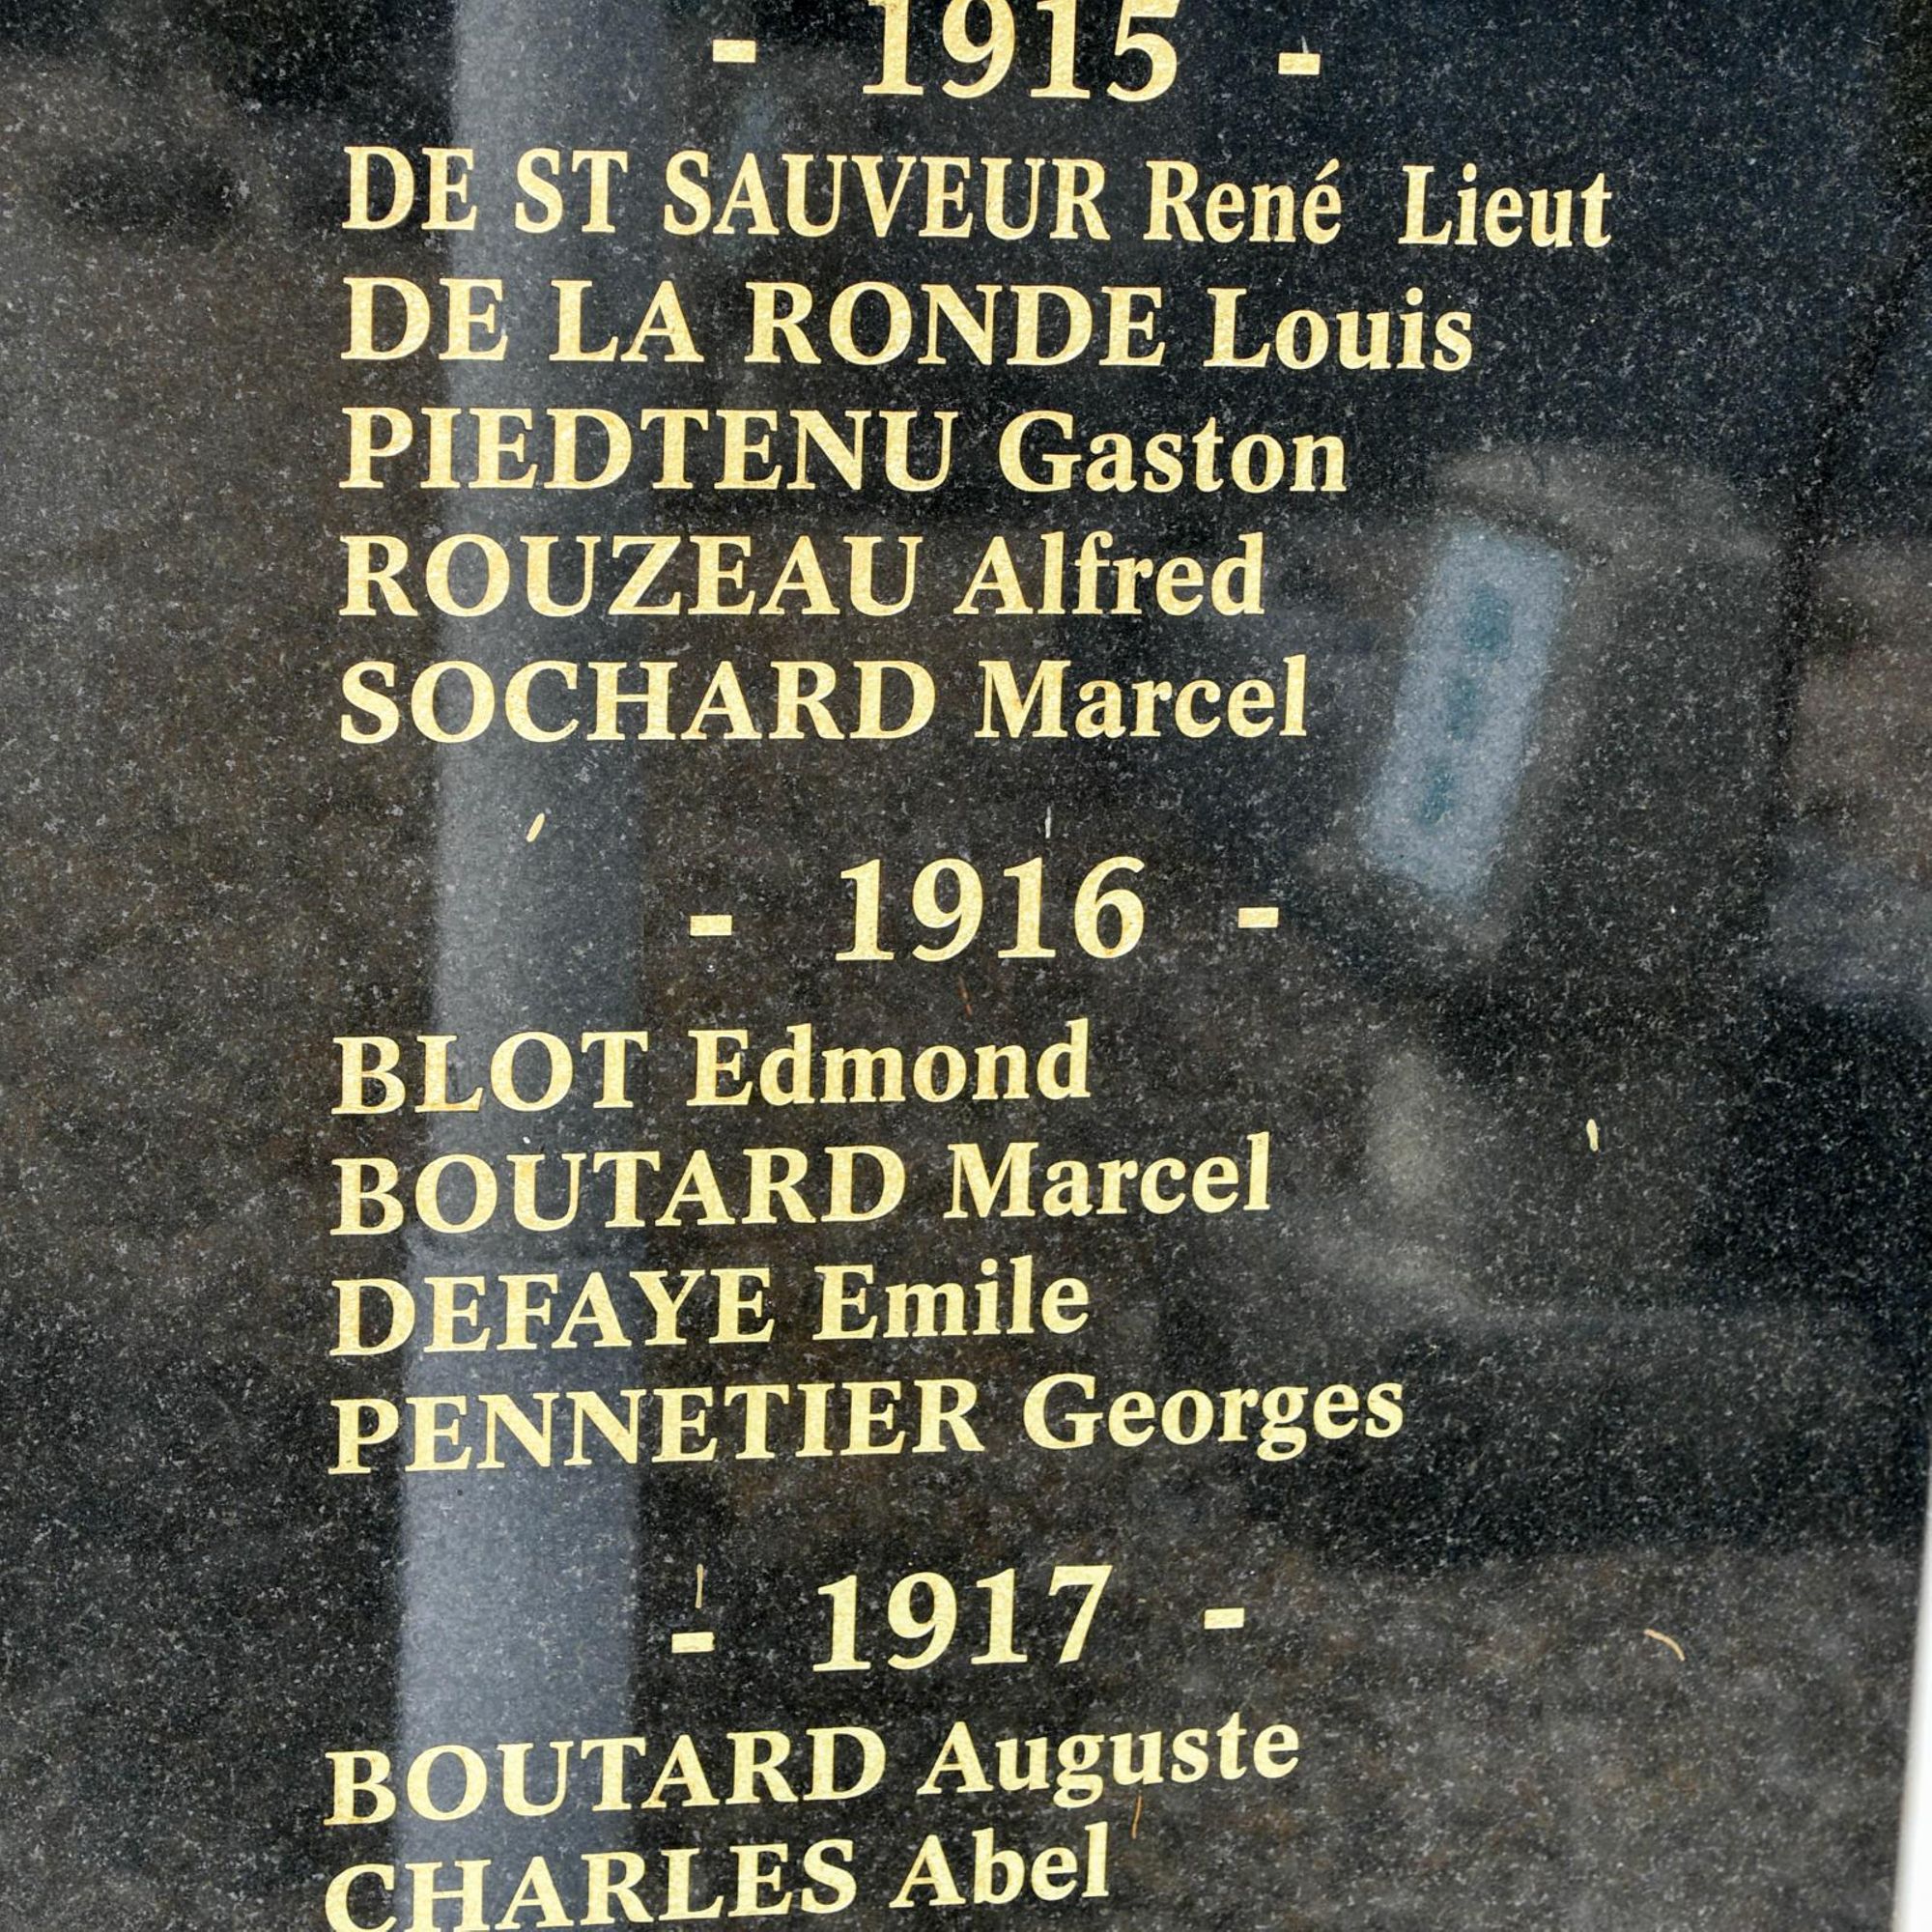 - 1915 -
DE ST SAUVEUR René Lieut
DE LA RONDE Louis
PIEDTENU Gaston
ROUZEAU Alfred
SOCHARD Marcel
- 1916 -
BLOT Edmond
BOUTARD Marcel
DEFAYE Emile
PENNETIER Georges
- 1917 -
BOUTARD Auguste
CHARLES Abel